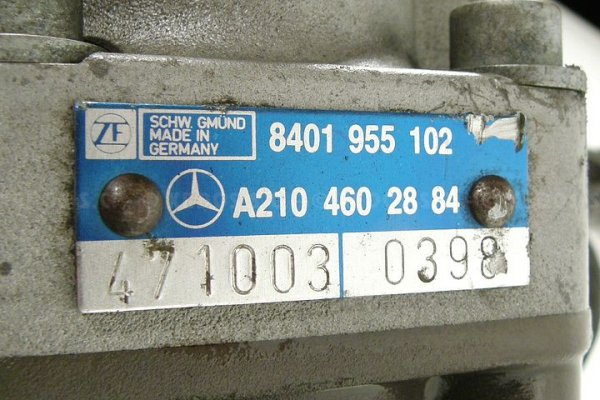 ZF
SCHW. GMÜND
MADE IN
GERMANY
8401 955 102
A210 460 28 84
471003 0398